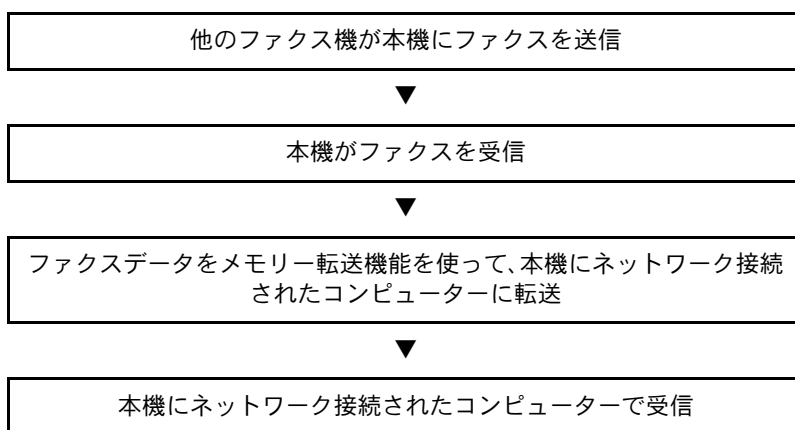 他のファクス機が本機にファクスを送信
▼
本機がファクスを受信
▼
ファクスデータをメモリー転送機能を使って、本機にネットワーク接続
されたコンピューターに転送
▼
本機にネットワーク接続されたコンピューターで受信